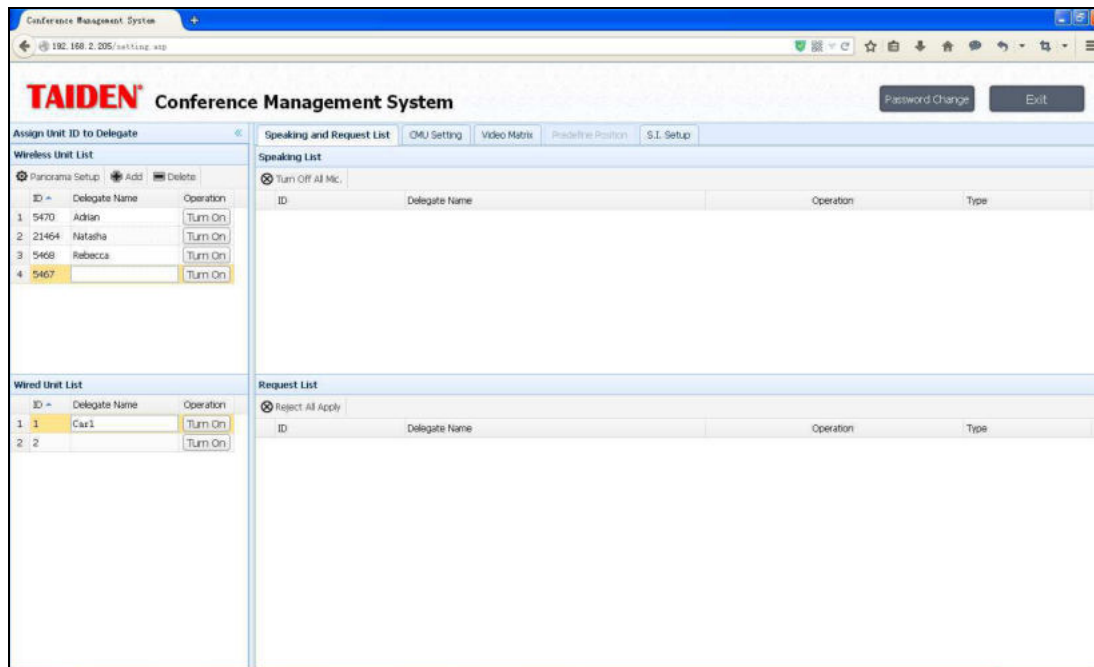 Conference Management System
192.168.2.205/setting.asp
TAIDEN® Conference Management System
Password Change
Exit
Assign Unit ID to Delegate
Wireless Unit List
Panorama Setup Add Delete
ID Delegate Name Operation
1 5470 Adrian Turn On
2 21464 Natasha Turn On
3 5468 Rebecca Turn On
4 5467 Turn On
Wired Unit List
ID Delegate Name Operation
1 1 Carl Turn On
2 2 Turn On
Speaking and Request List CMU Setting Video Matrix Predefine Position S.I. Setup
Speaking List
Turn Off All Mic.
ID Delegate Name Operation Type
Request List
Reject All Apply
ID Delegate Name Operation Type